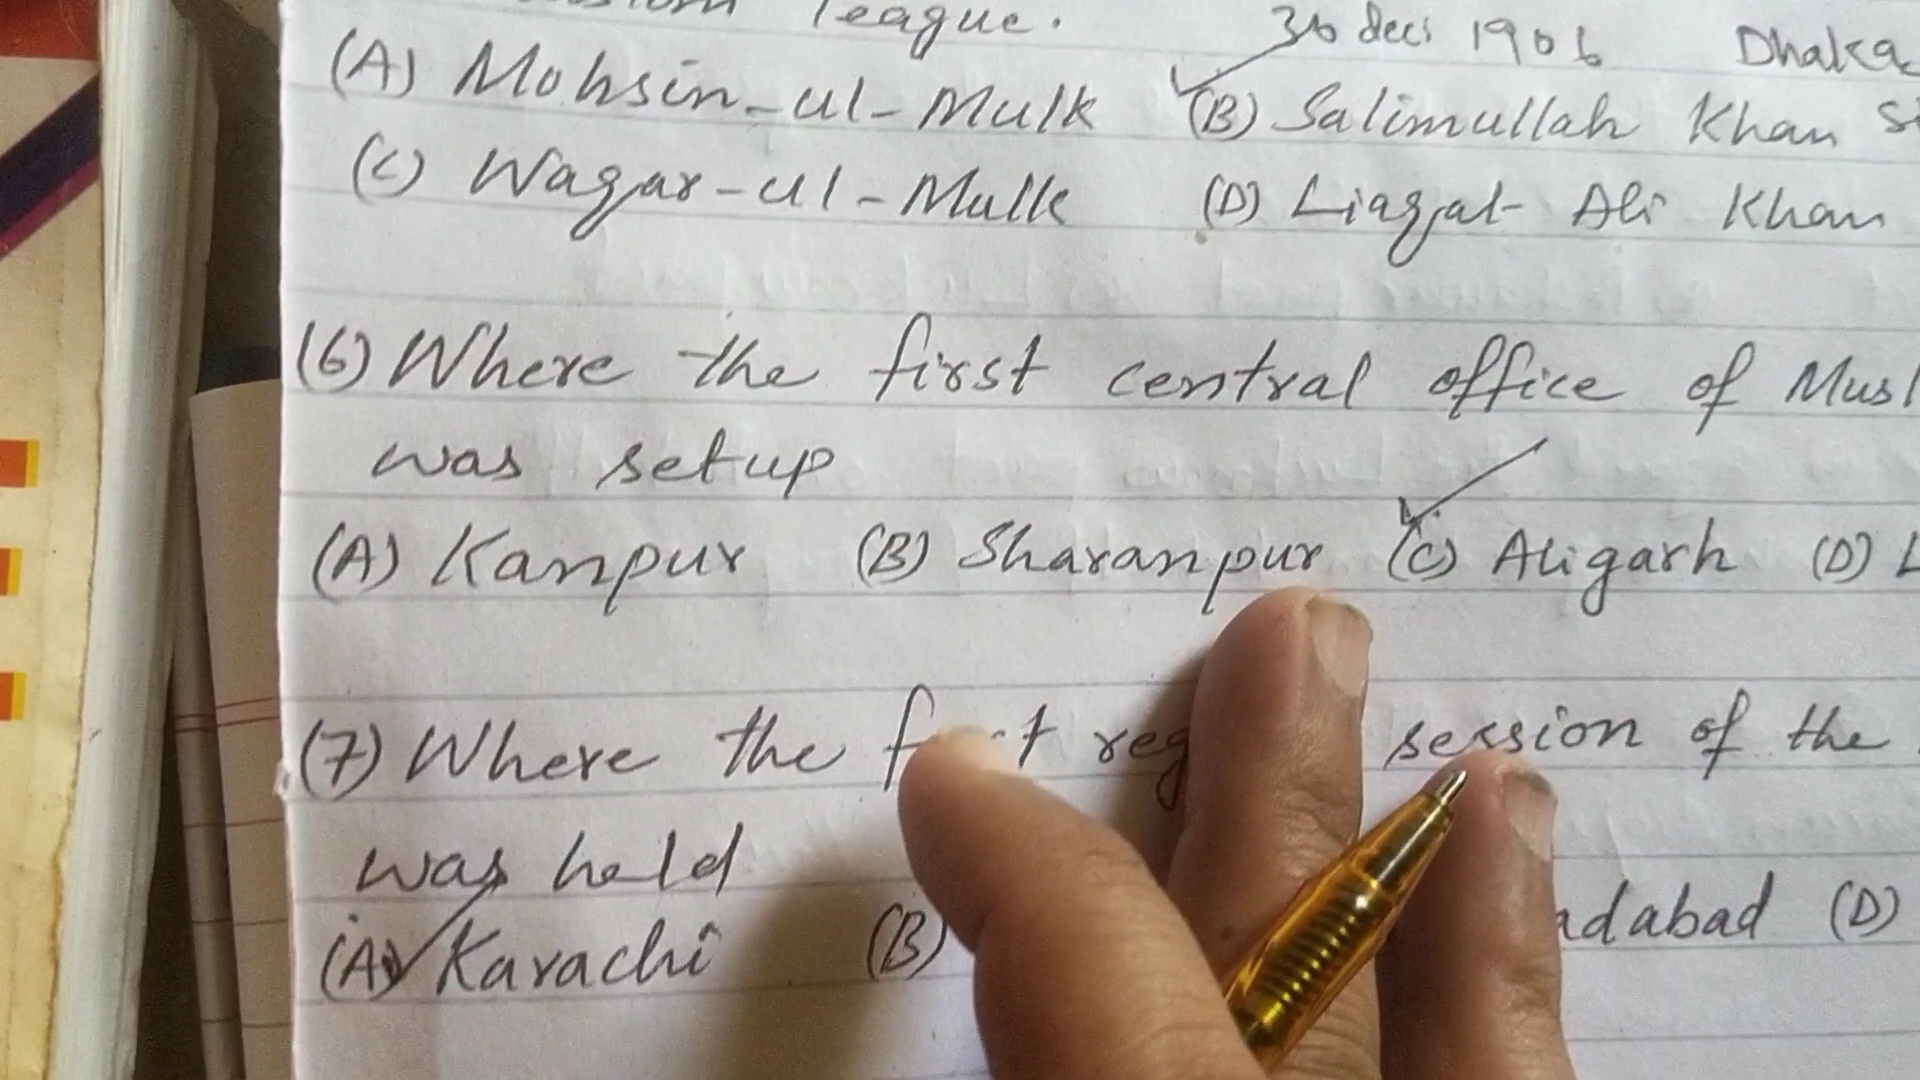 league. 30 dec 1906 Dhaka
(A) Mohsin-ul-Mulk (B) Salimullah Khan
(C) Waqar-ul-Mulk (D) Liaqat Ali Khan
(6) Where the first central office of Musl
was setup
(A) Kanpur (B) Sharanpur (C) Aligarh (D) L
(7) Where the session of the
was held
(A) Karachi (B) adabad (D)